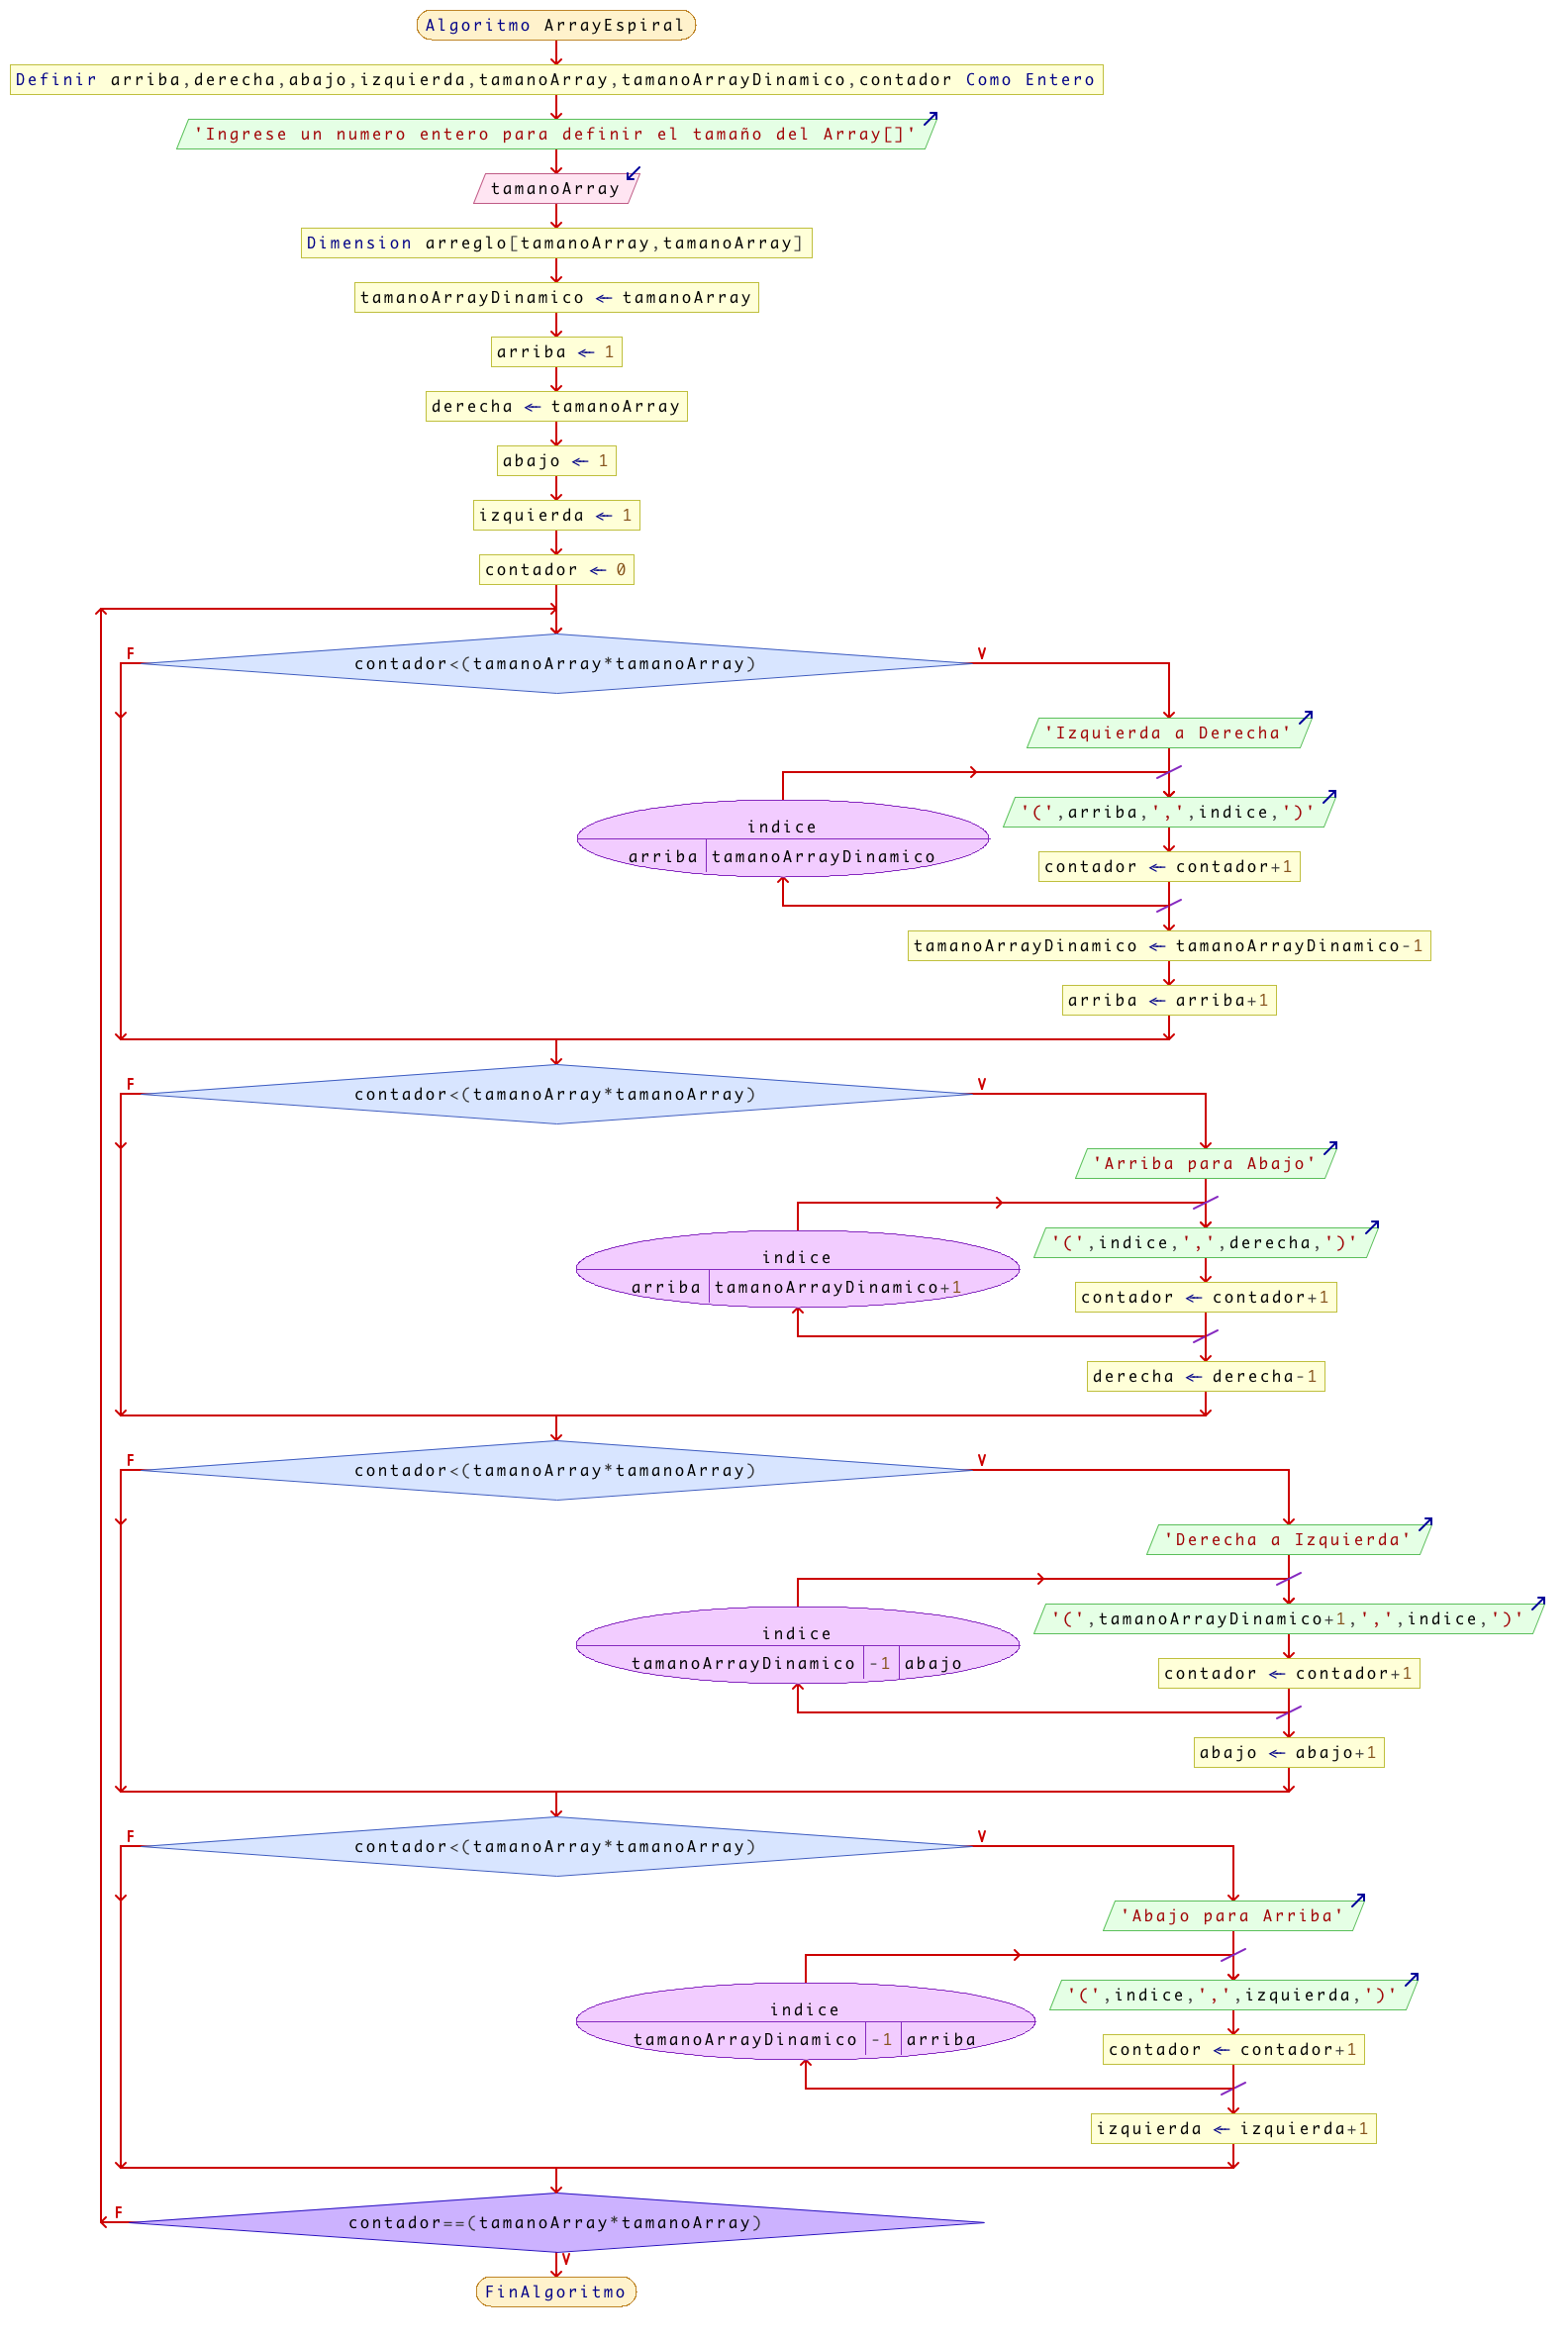 Algoritmo ArrayEspiral
Definir arriba,derecha,abajo,izquierda,tamanoArray,tamanoArrayDinamico,contador Como Entero
'Ingrese un numero entero para definir el tamaño del Array[]'
tamanoArray
Dimension arreglo[tamanoArray,tamanoArray]
tamanoArrayDinamico ← tamanoArray
arriba ← 1
derecha ← tamanoArray
abajo ← 1
izquierda ← 1
contador ← 0
F
V
contador<(tamanoArray*tamanoArray)
'Izquierda a Derecha'
'(',arriba,',',indice,')'
indice
arriba
tamanoArrayDinamico
contador ← contador+1
tamanoArrayDinamico ← tamanoArrayDinamico-1
arriba ← arriba+1
F
V
contador<(tamanoArray*tamanoArray)
'Arriba para Abajo'
'(',indice,',',derecha,')'
indice
arriba
tamanoArrayDinamico+1
contador ← contador+1
derecha ← derecha-1
F
V
contador<(tamanoArray*tamanoArray)
'Derecha a Izquierda'
'(',tamanoArrayDinamico+1,',',indice,')'
indice
tamanoArrayDinamico
-1
abajo
contador ← contador+1
abajo ← abajo+1
F
V
contador<(tamanoArray*tamanoArray)
'Abajo para Arriba'
'(',indice,',',izquierda,')'
indice
tamanoArrayDinamico
-1
arriba
contador ← contador+1
izquierda ← izquierda+1
F
contador==(tamanoArray*tamanoArray)
V
FinAlgoritmo